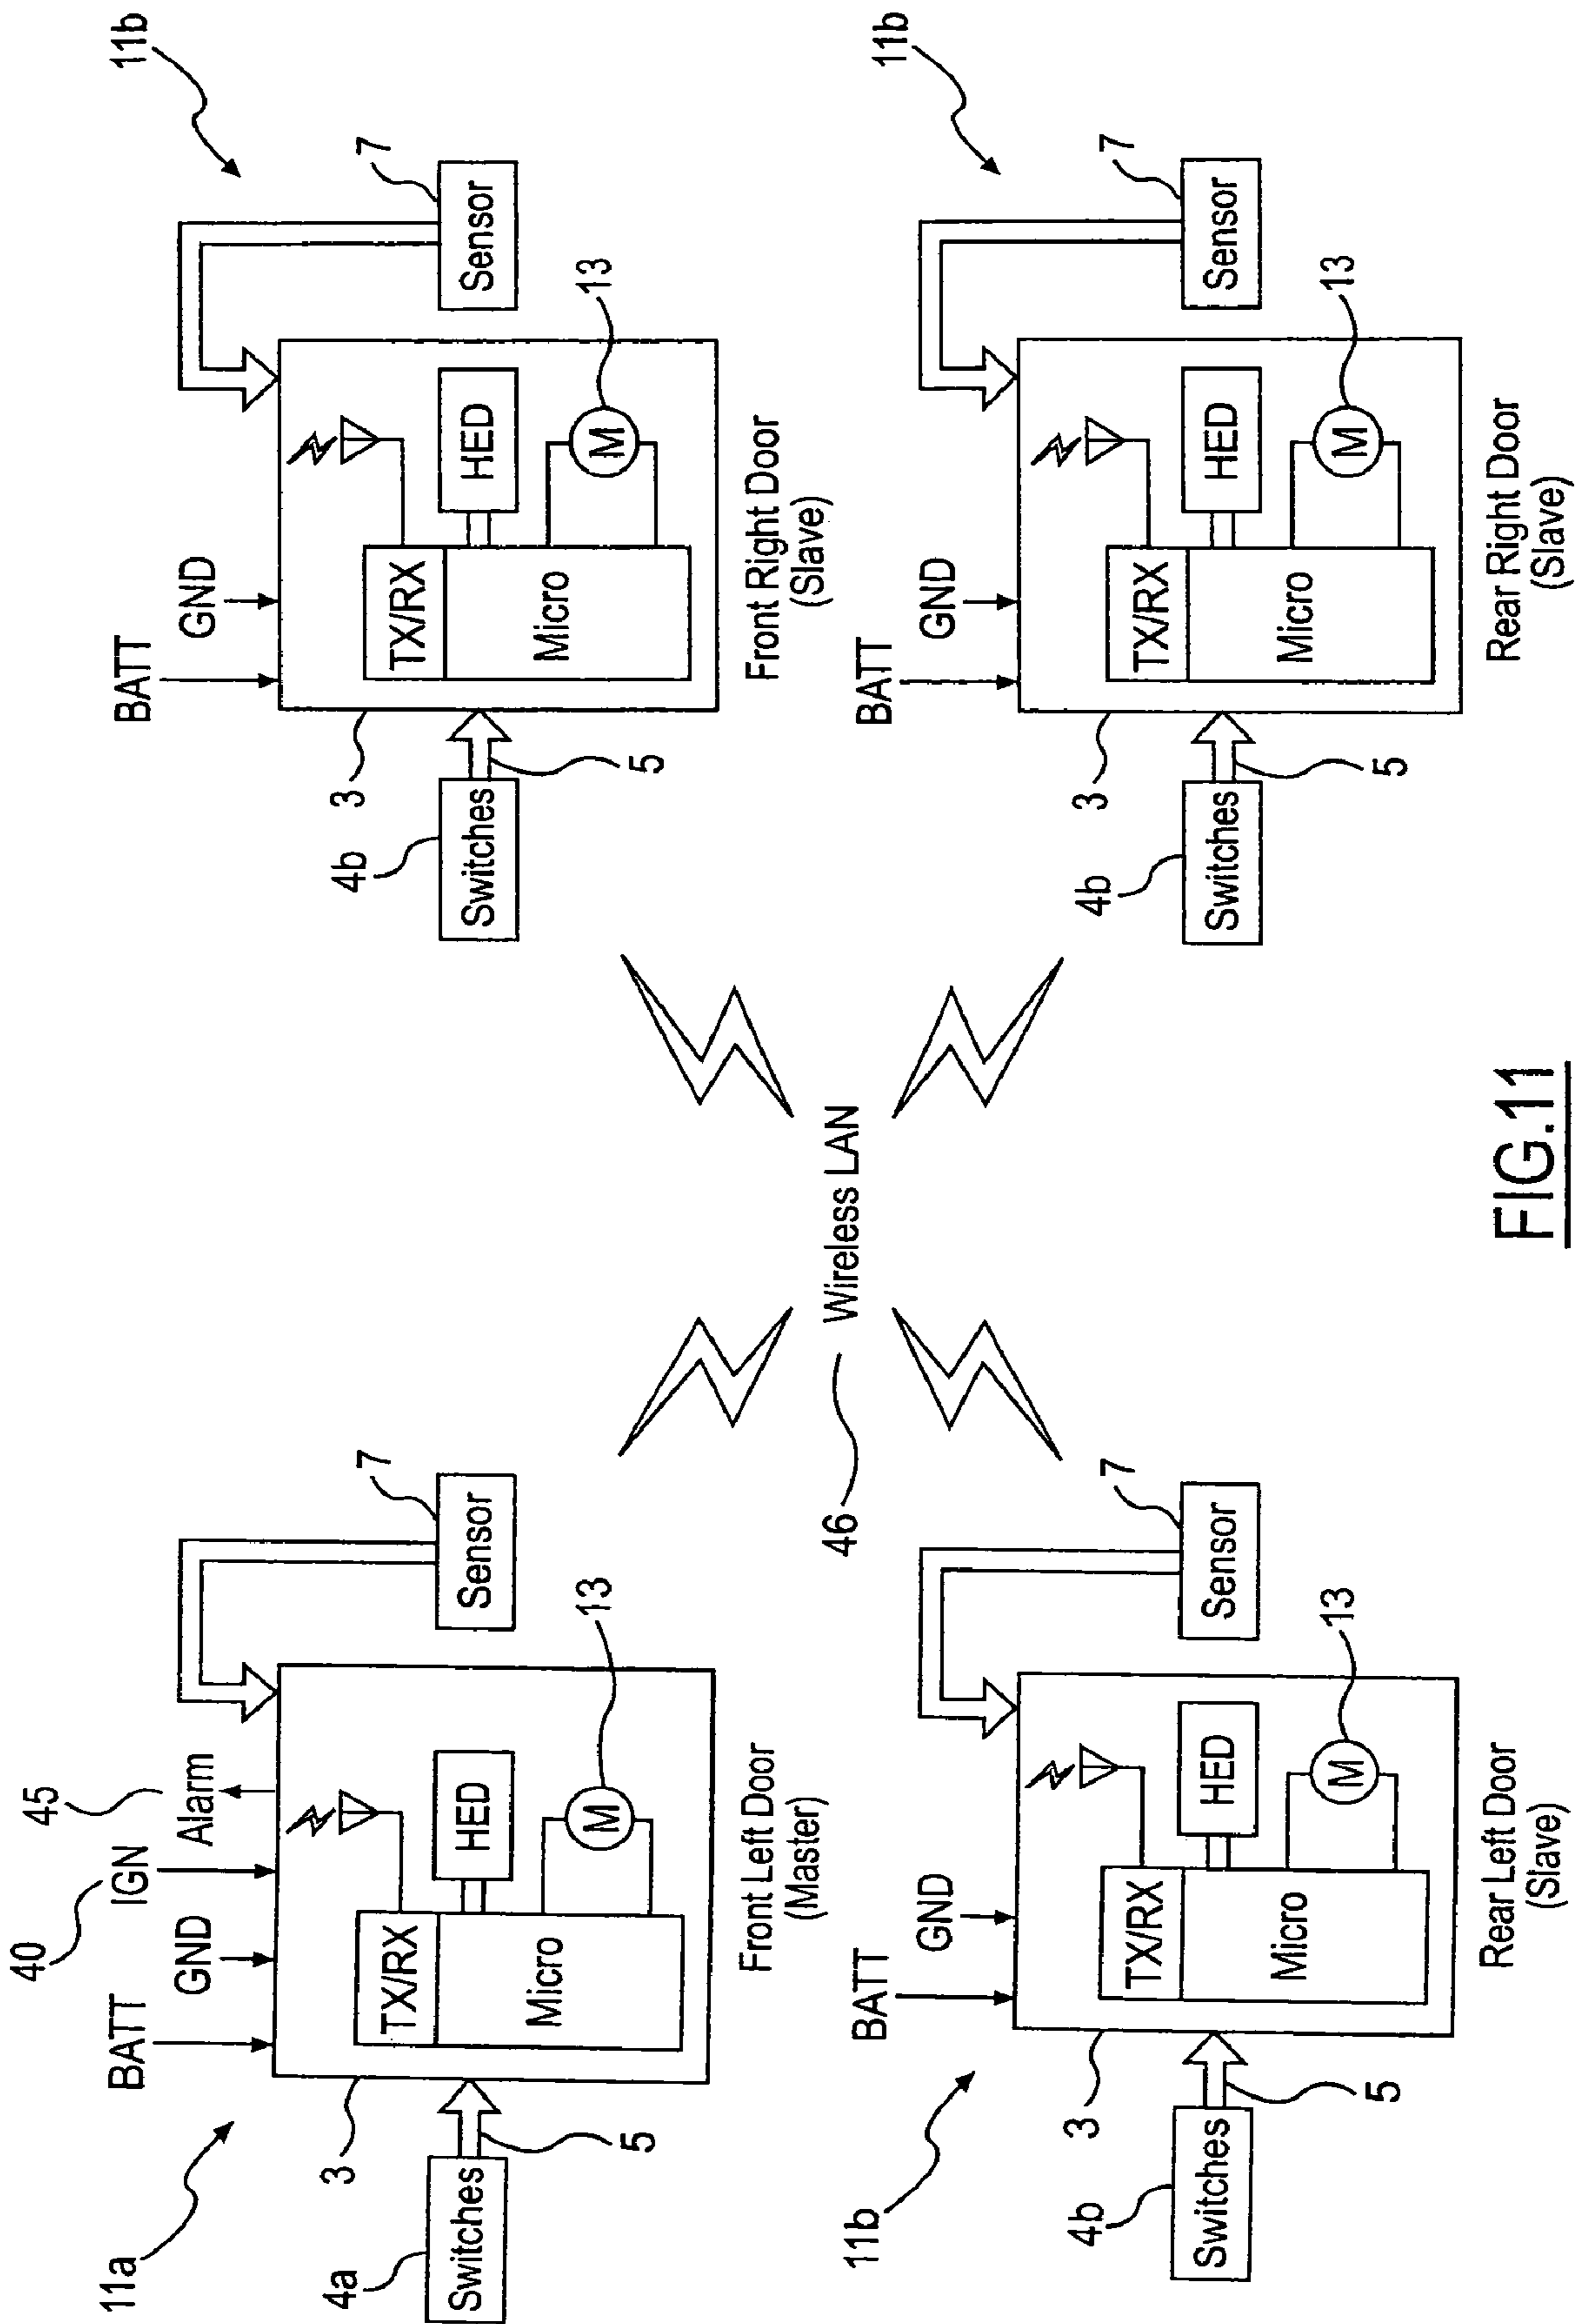 11a
BATT
GND
40
IGN
45
Alarm
3
4a
Switches
5
TX/RX
Micro
HED
M
13
7
Sensor
Front Left Door
(Master)
11b
BATT
GND
3
4b
Switches
5
TX/RX
Micro
HED
M
13
7
Sensor
Front Right Door
(Slave)
46
Wireless LAN
11b
BATT
GND
3
4b
Switches
5
TX/RX
Micro
HED
M
13
7
Sensor
Rear Left Door
(Slave)
11b
BATT
GND
3
4b
Switches
5
TX/RX
Micro
HED
M
13
7
Sensor
Rear Right Door
(Slave)
FIG.11